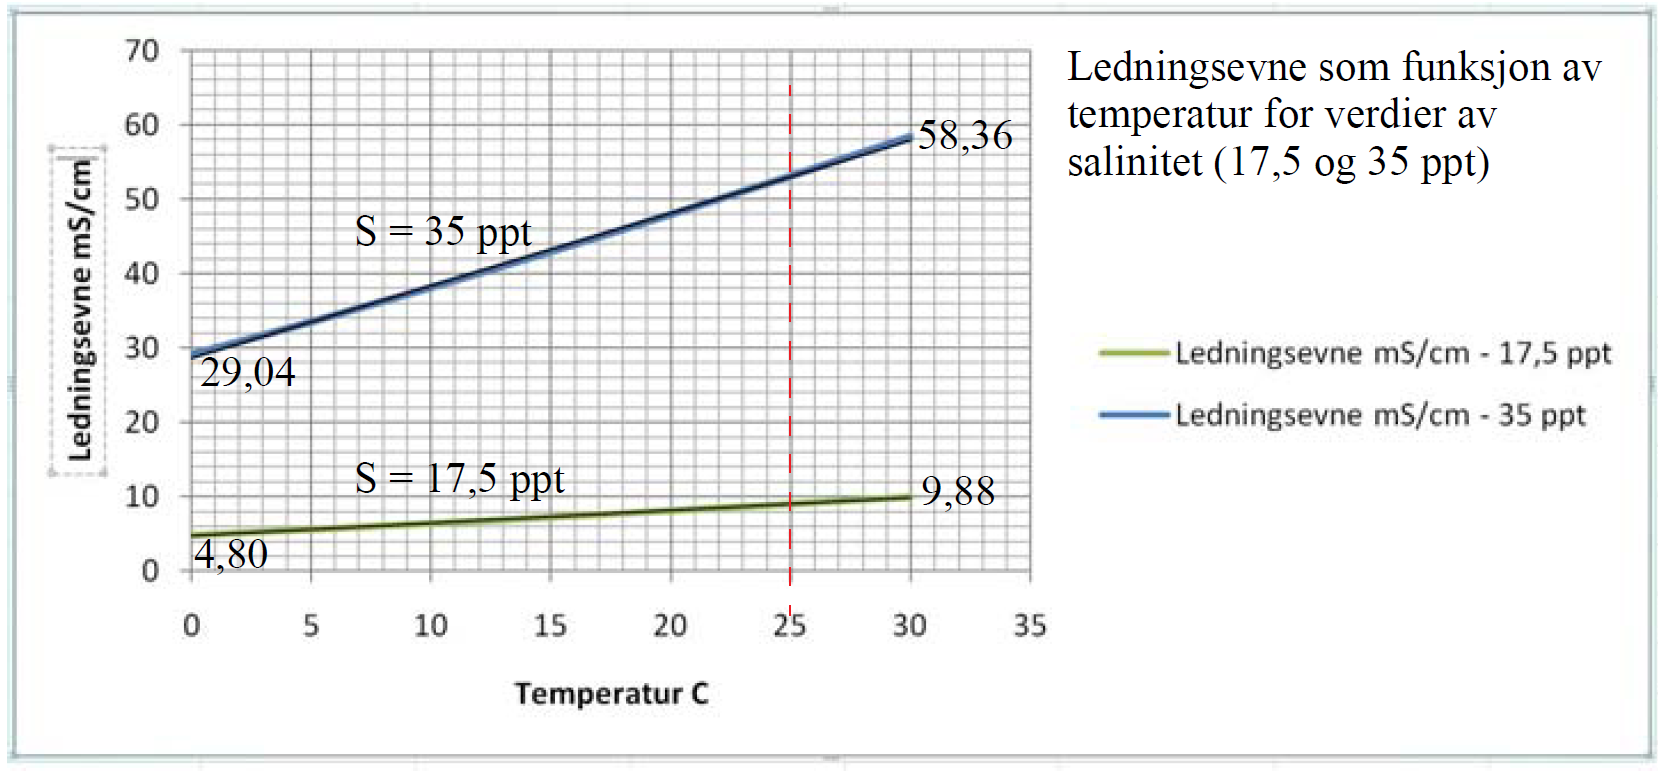 Ledningsevne som funksjon av
temperatur for verdier av
salinitet (17,5 og 35 ppt)
Ledningsevne mS/cm
70
60
50
40
30
20
10
0
58,36
S = 35 ppt
29,04
S = 17,5 ppt
9,88
4,80
0 5 10 15 20 25 30 35
Temperatur C
Ledningsevne mS/cm - 17,5 ppt
Ledningsevne mS/cm - 35 ppt